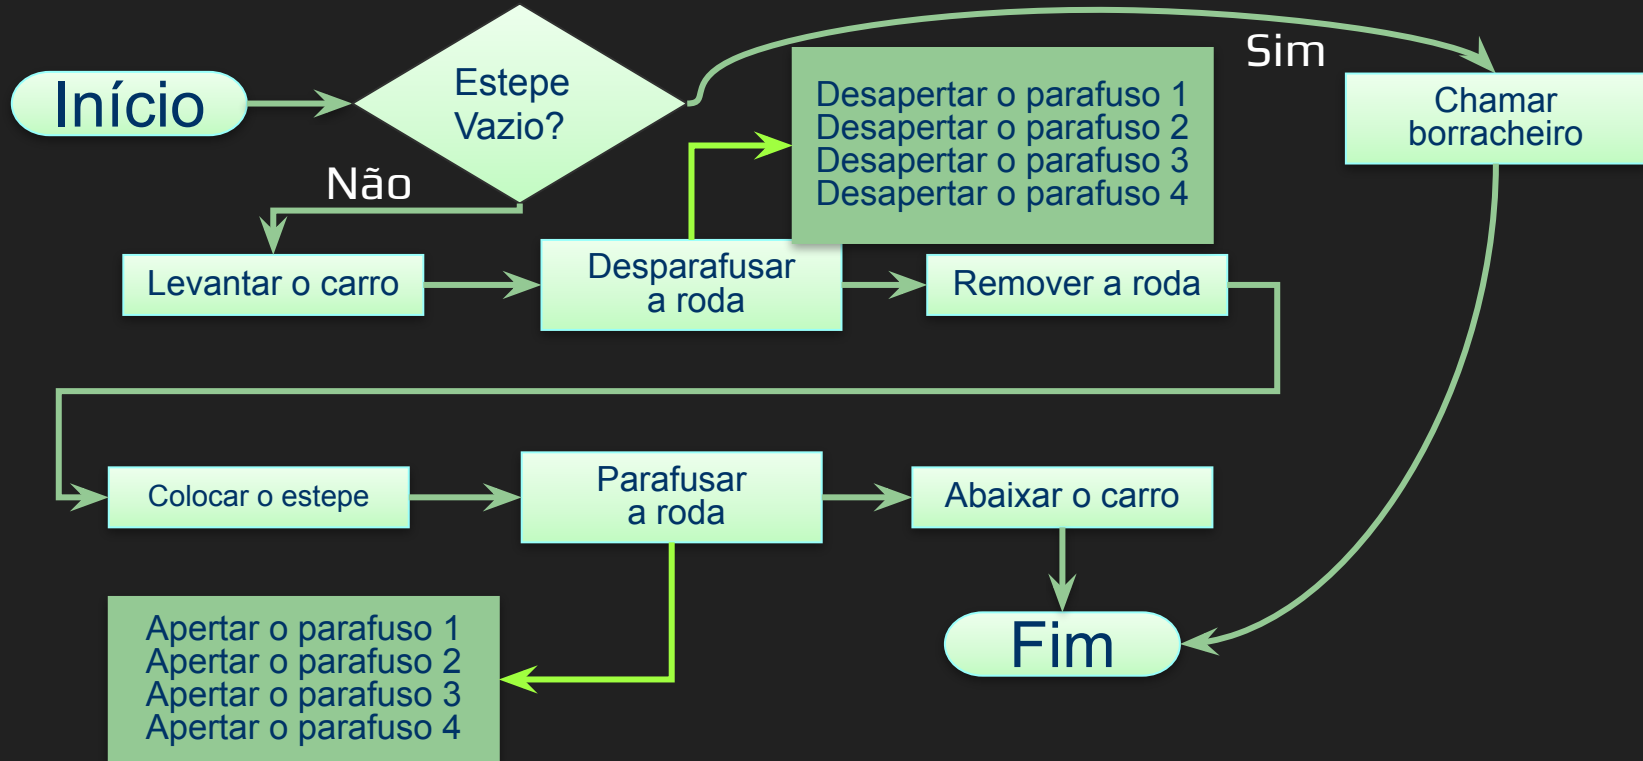 Início
Estepe
Vazio?
Sim
Não
Desapertar o parafuso 1
Desapertar o parafuso 2
Desapertar o parafuso 3
Desapertar o parafuso 4
Chamar
borracheiro
Levantar o carro
Desparafusar
a roda
Remover a roda
Colocar o estepe
Parafusar
a roda
Abaixar o carro
Apertar o parafuso 1
Apertar o parafuso 2
Apertar o parafuso 3
Apertar o parafuso 4
Fim